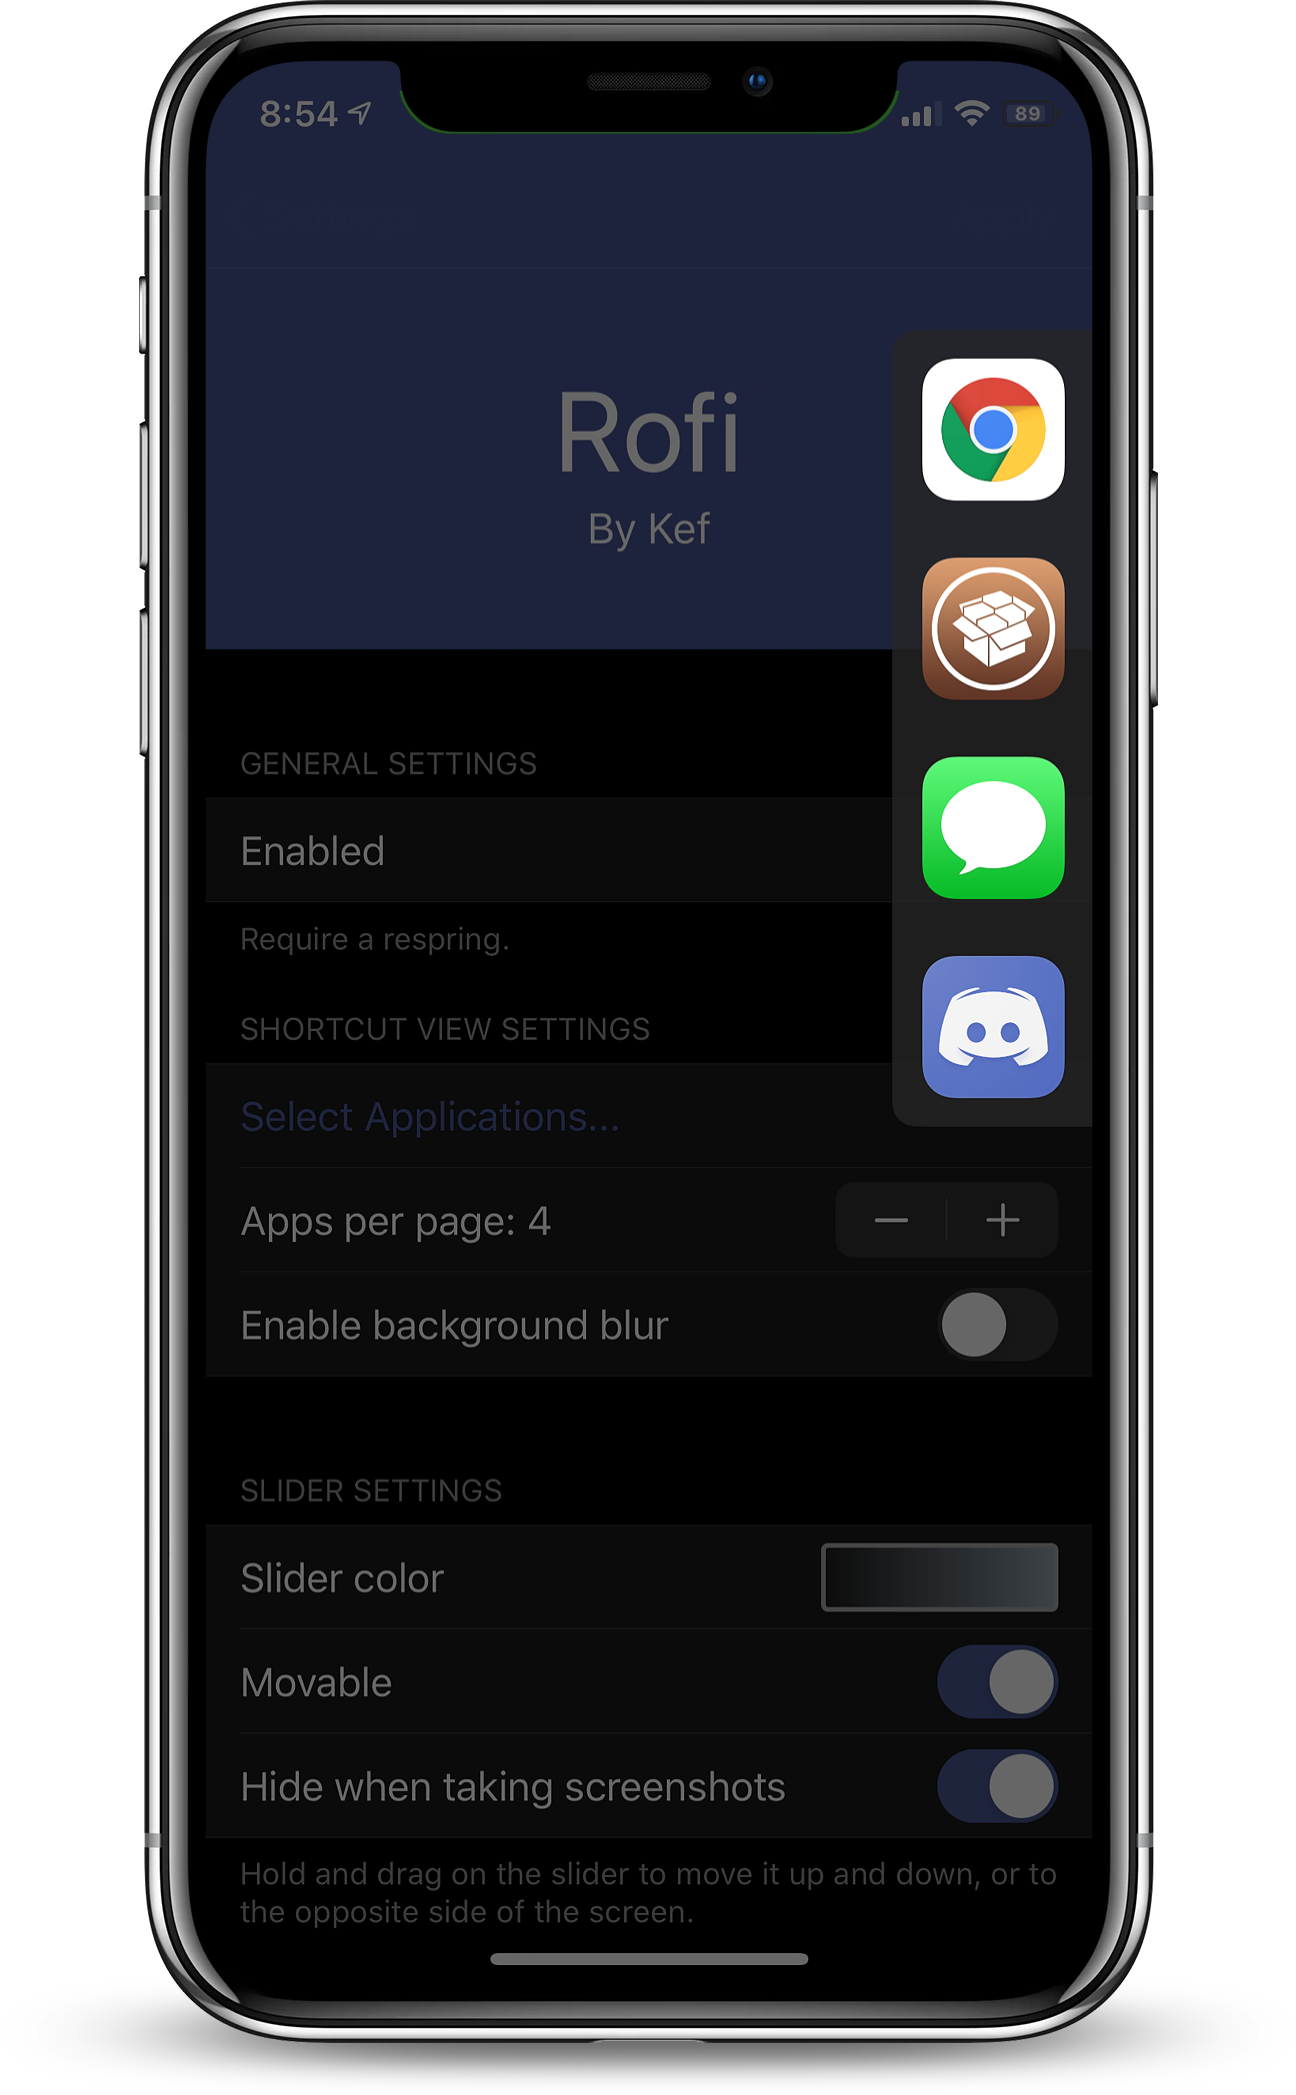 8:54
89
Rofi
By Kef
GENERAL SETTINGS
Enabled
Require a respring.
SHORTCUT VIEW SETTINGS
Select Applications...
Apps per page: 4
Enable background blur
SLIDER SETTINGS
Slider color
Movable
Hide when taking screenshots
Hold and drag on the slider to move it up and down, or to
the opposite side of the screen.